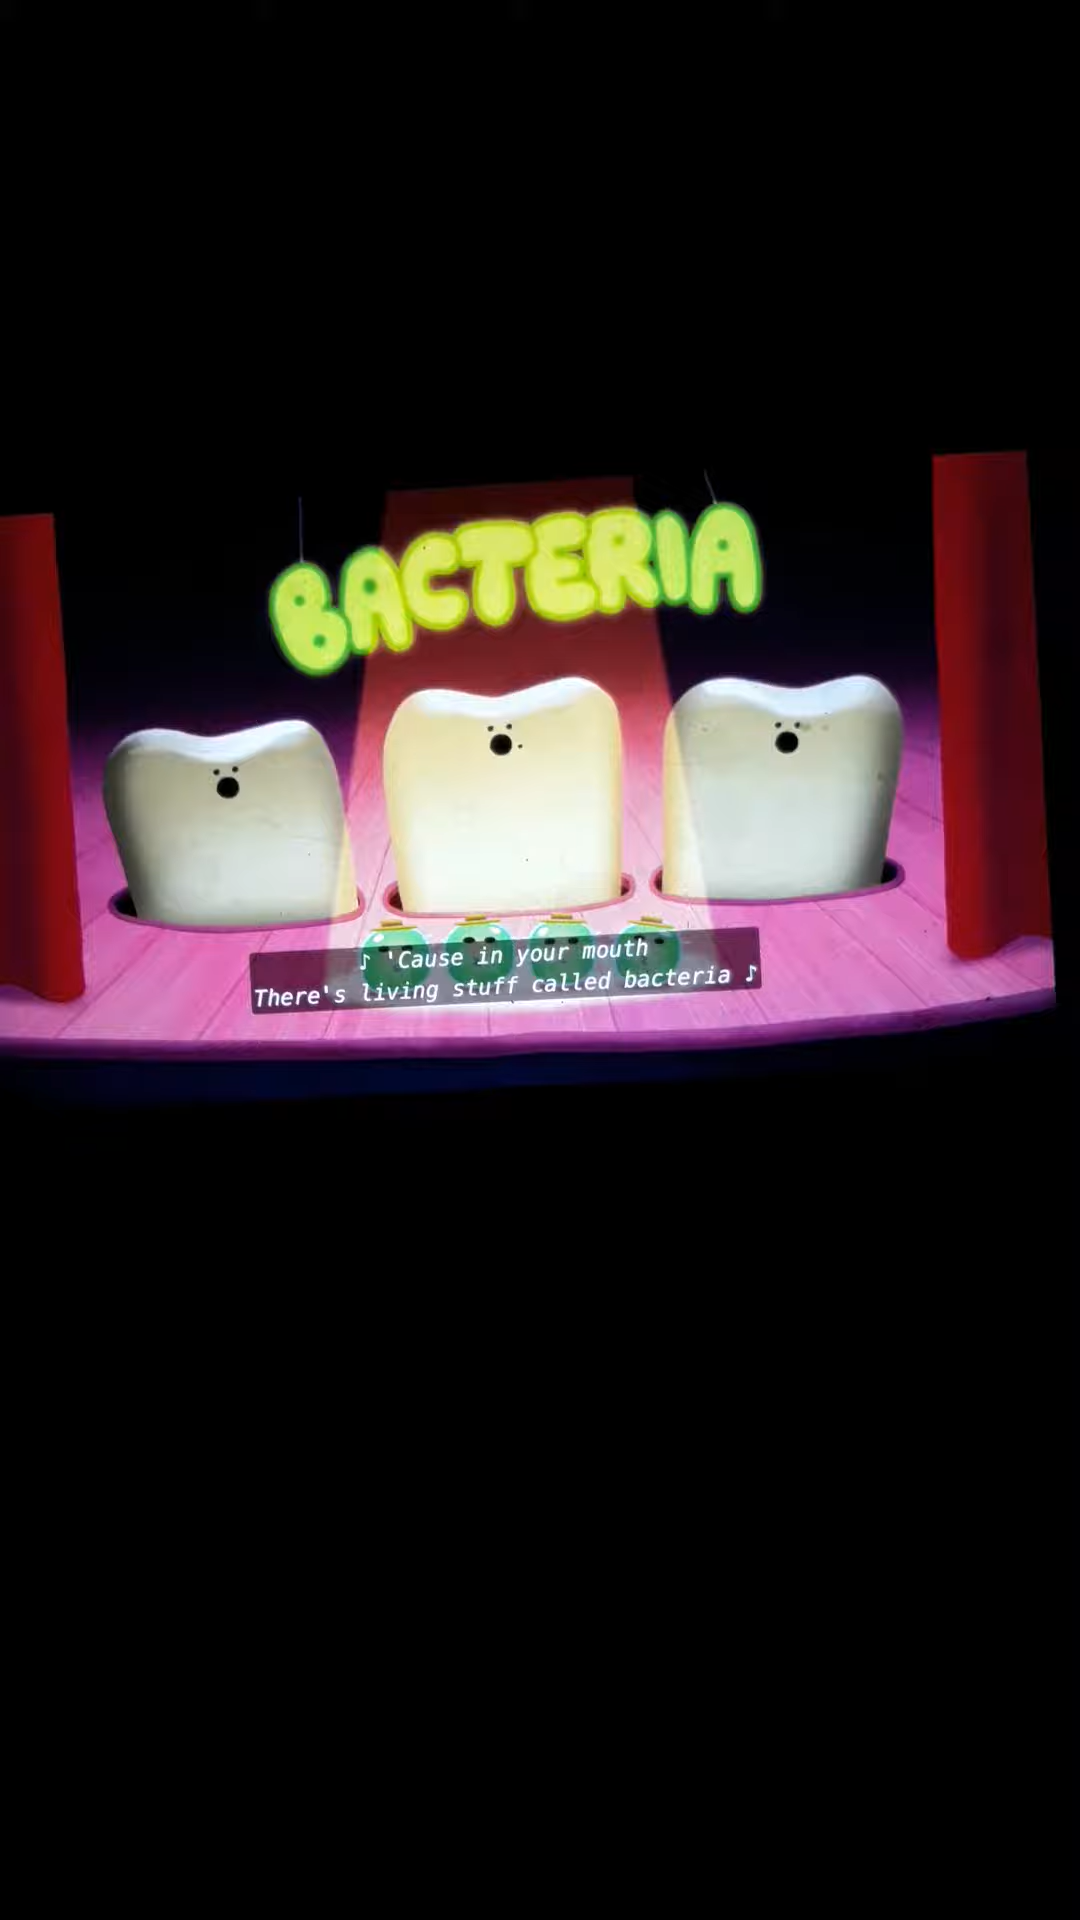 BACTERIA
♪ 'Cause in your mouth
There's living stuff called bacteria ♪